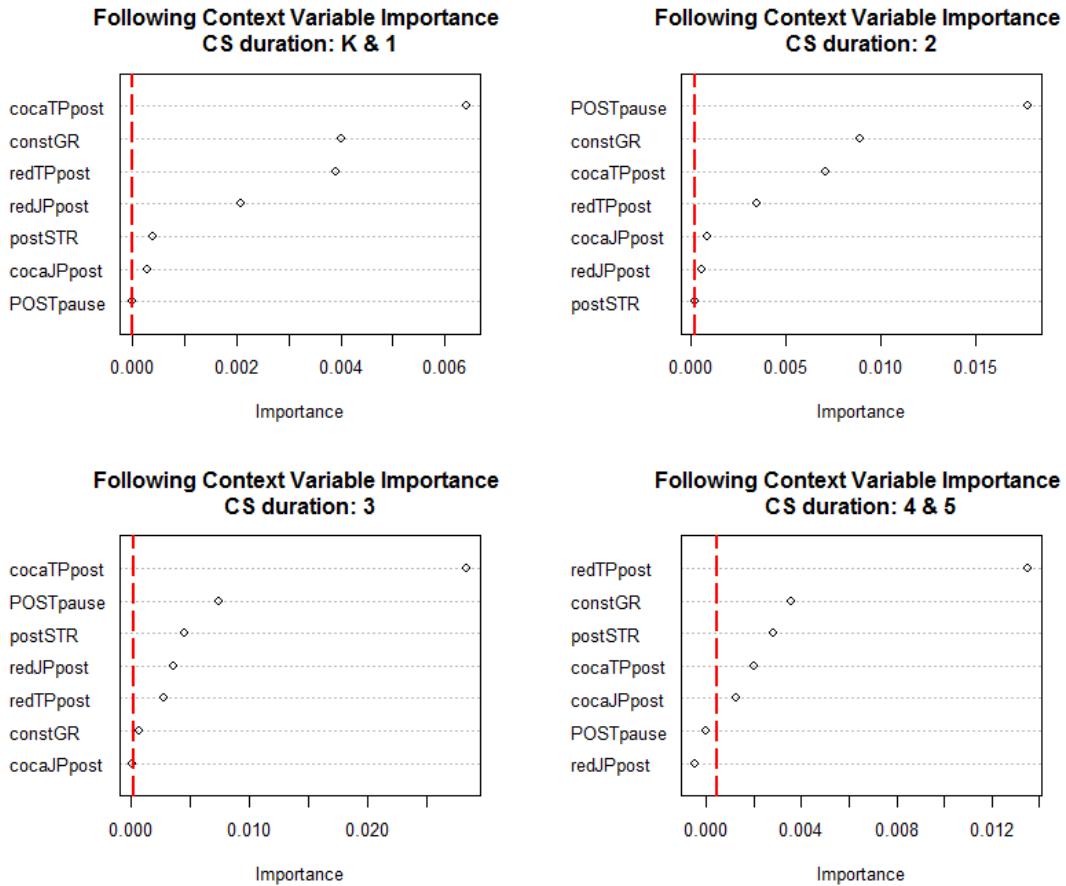 Following Context Variable Importance
CS duration: K & 1
cocaTPpost
constGR
redTPpost
redJPpost
postSTR
cocaJPpost
POSTpause
0.000 0.002 0.004 0.006
Importance
Following Context Variable Importance
CS duration: 2
POSTpause
constGR
cocaTPpost
redTPpost
cocaJPpost
redJPpost
postSTR
0.000 0.005 0.010 0.015
Importance
Following Context Variable Importance
CS duration: 3
cocaTPpost
POSTpause
postSTR
redJPpost
redTPpost
constGR
cocaJPpost
0.000 0.010 0.020
Importance
Following Context Variable Importance
CS duration: 4 & 5
redTPpost
constGR
postSTR
cocaTPpost
cocaJPpost
POSTpause
redJPpost
0.000 0.004 0.008 0.012
Importance